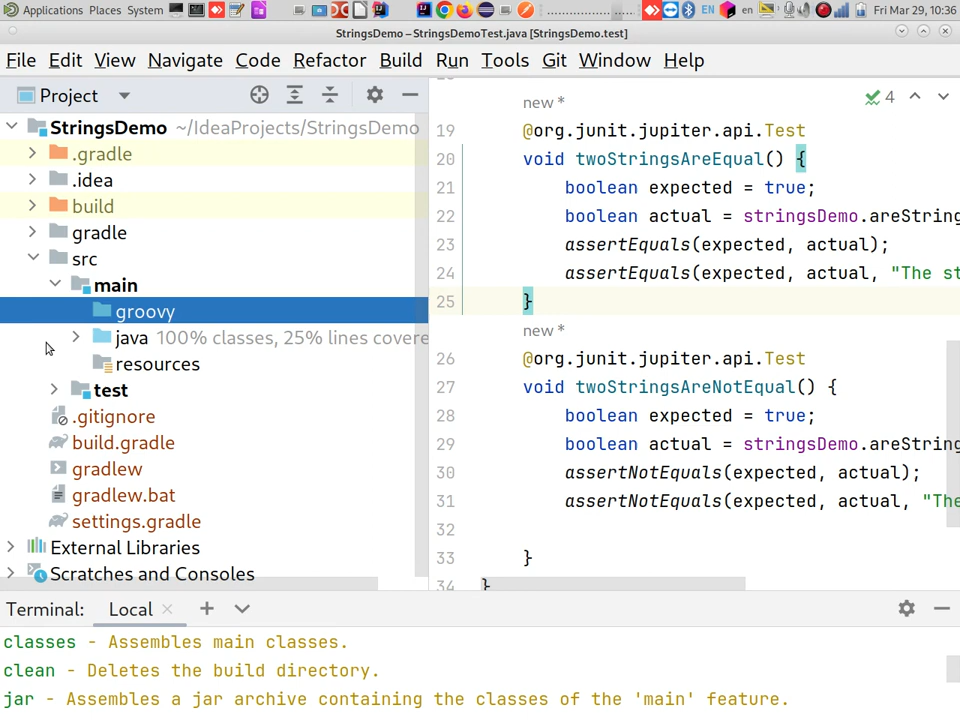 Applications Places System EN en Fri Mar 29, 10:36
StringsDemo – StringsDemoTest.java [StringsDemo.test]
File Edit View Navigate Code Refactor Build Run Tools Git Window Help
Project
StringsDemo ~/IdeaProjects/StringsDemo
.gradle
.idea
build
gradle
src
main
groovy
java 100% classes, 25% lines covere
resources
test
.gitignore
build.gradle
gradlew
gradlew.bat
settings.gradle
External Libraries
Scratches and Consoles
4
new *
19 @org.junit.jupiter.api.Test
20 void twoStringsAreEqual() {
21 boolean expected = true;
22 boolean actual = stringsDemo.areString
23 assertEquals(expected, actual);
24 assertEquals(expected, actual, "The st
25 }
new *
26 @org.junit.jupiter.api.Test
27 void twoStringsAreNotEqual() {
28 boolean expected = true;
29 boolean actual = stringsDemo.areString
30 assertNotEquals(expected, actual);
31 assertNotEquals(expected, actual, "The
32
33 }
34 }
Terminal: Local
classes - Assembles main classes.
clean - Deletes the build directory.
jar - Assembles a jar archive containing the classes of the 'main' feature.